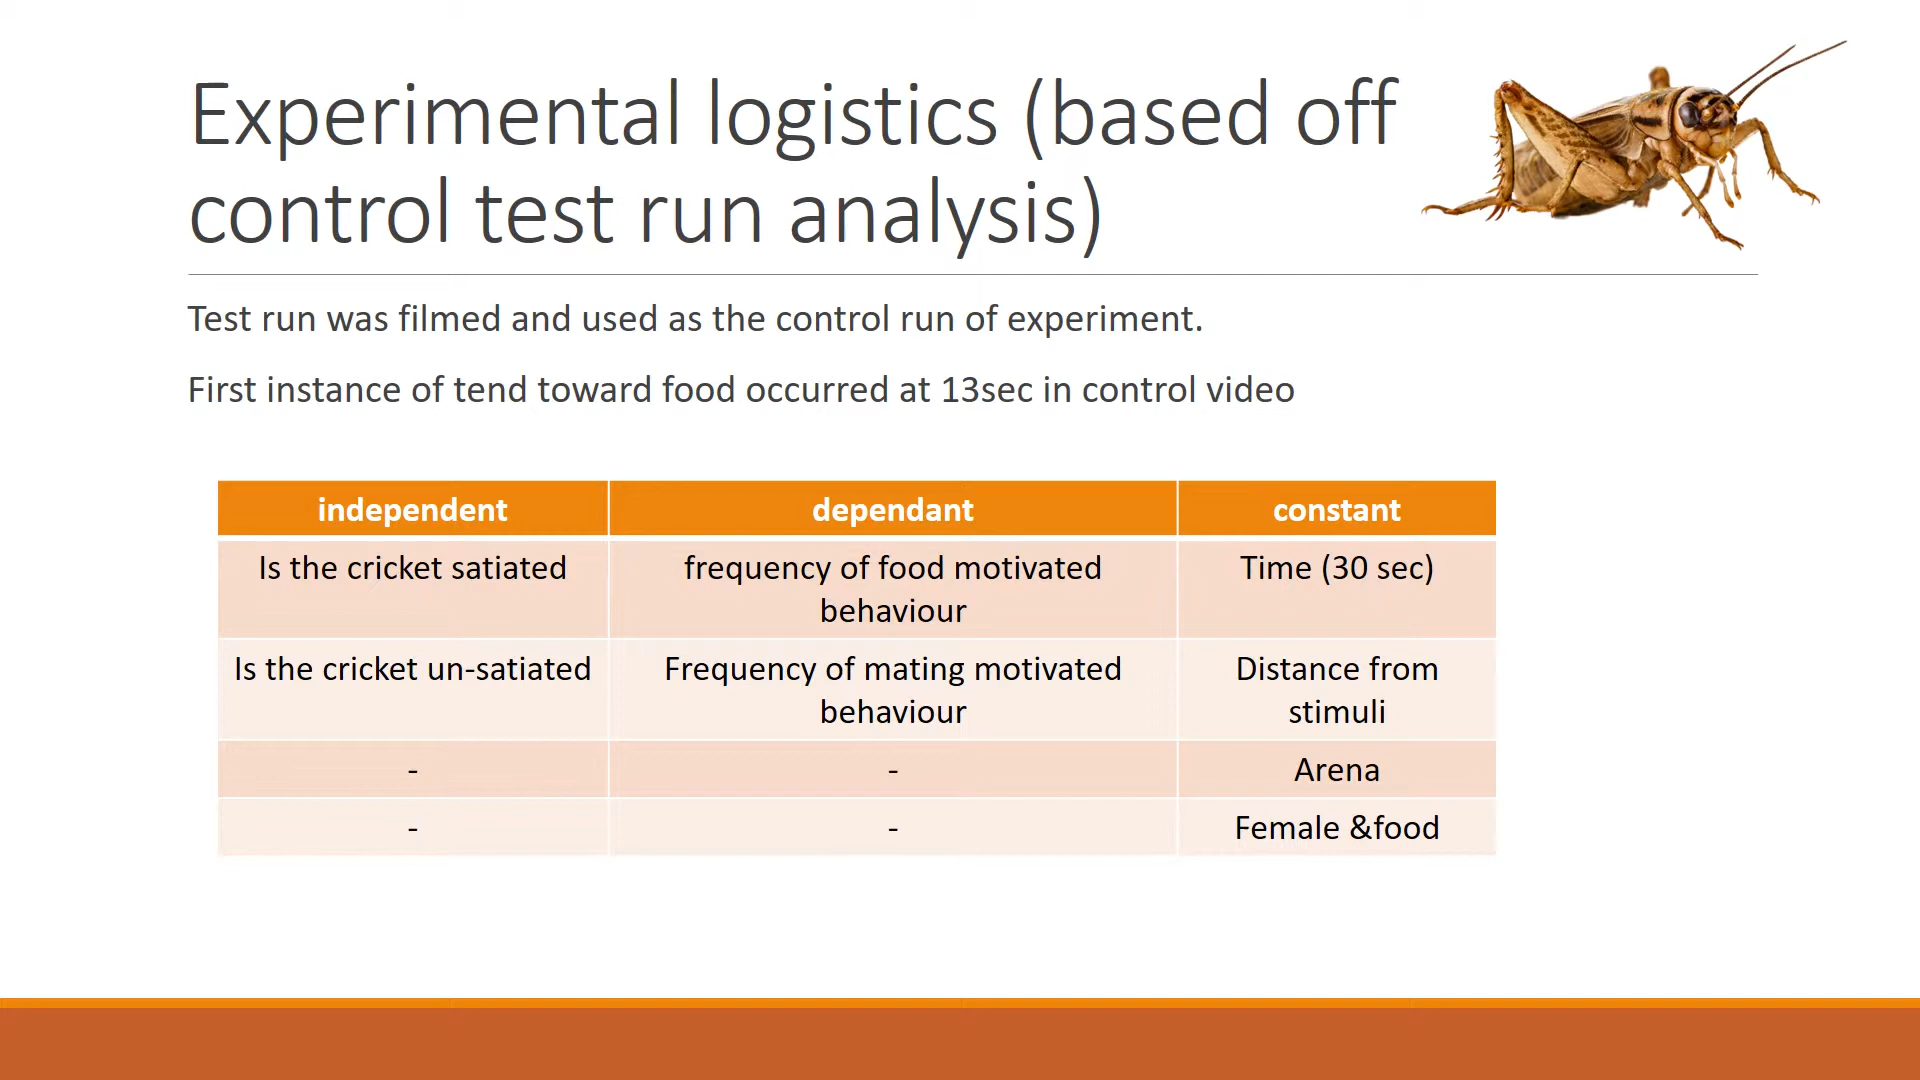 Experimental logistics (based off
control test run analysis)
Test run was filmed and used as the control run of experiment.
First instance of tend toward food occurred at 13sec in control video
independent dependant constant
Is the cricket satiated frequency of food motivated behaviour Time (30 sec)
Is the cricket un-satiated Frequency of mating motivated behaviour Distance from stimuli
- - Arena
- - Female &food